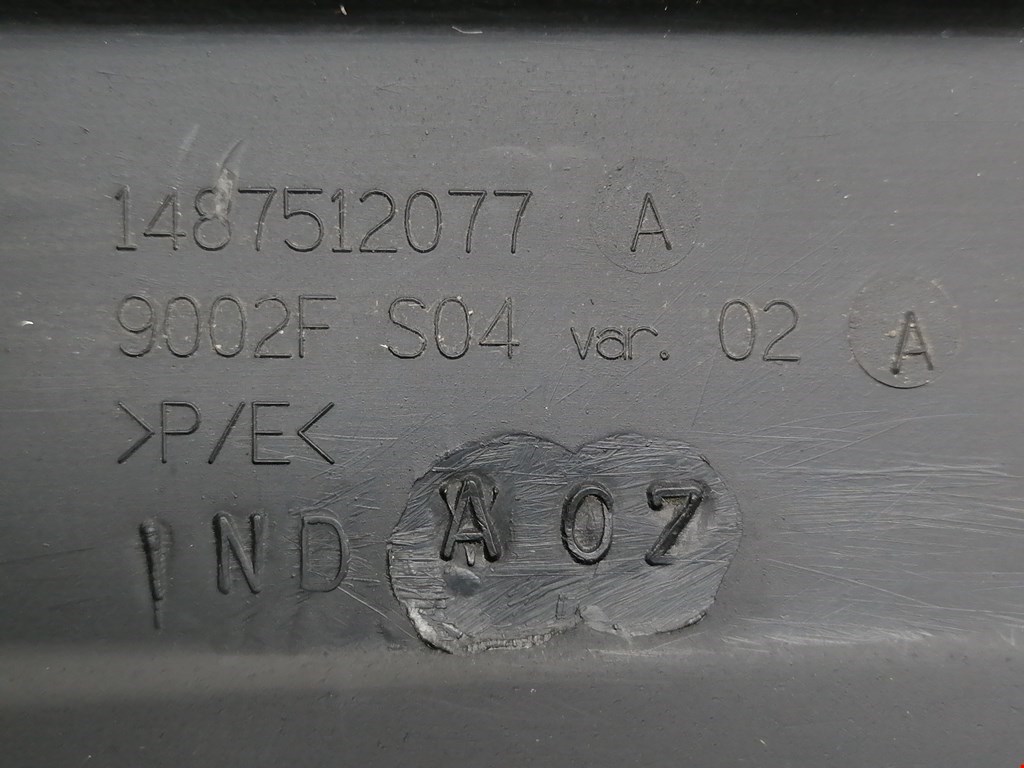 1487512077 A
9002F S04 var. 02 A
>P/E<
IND A 07